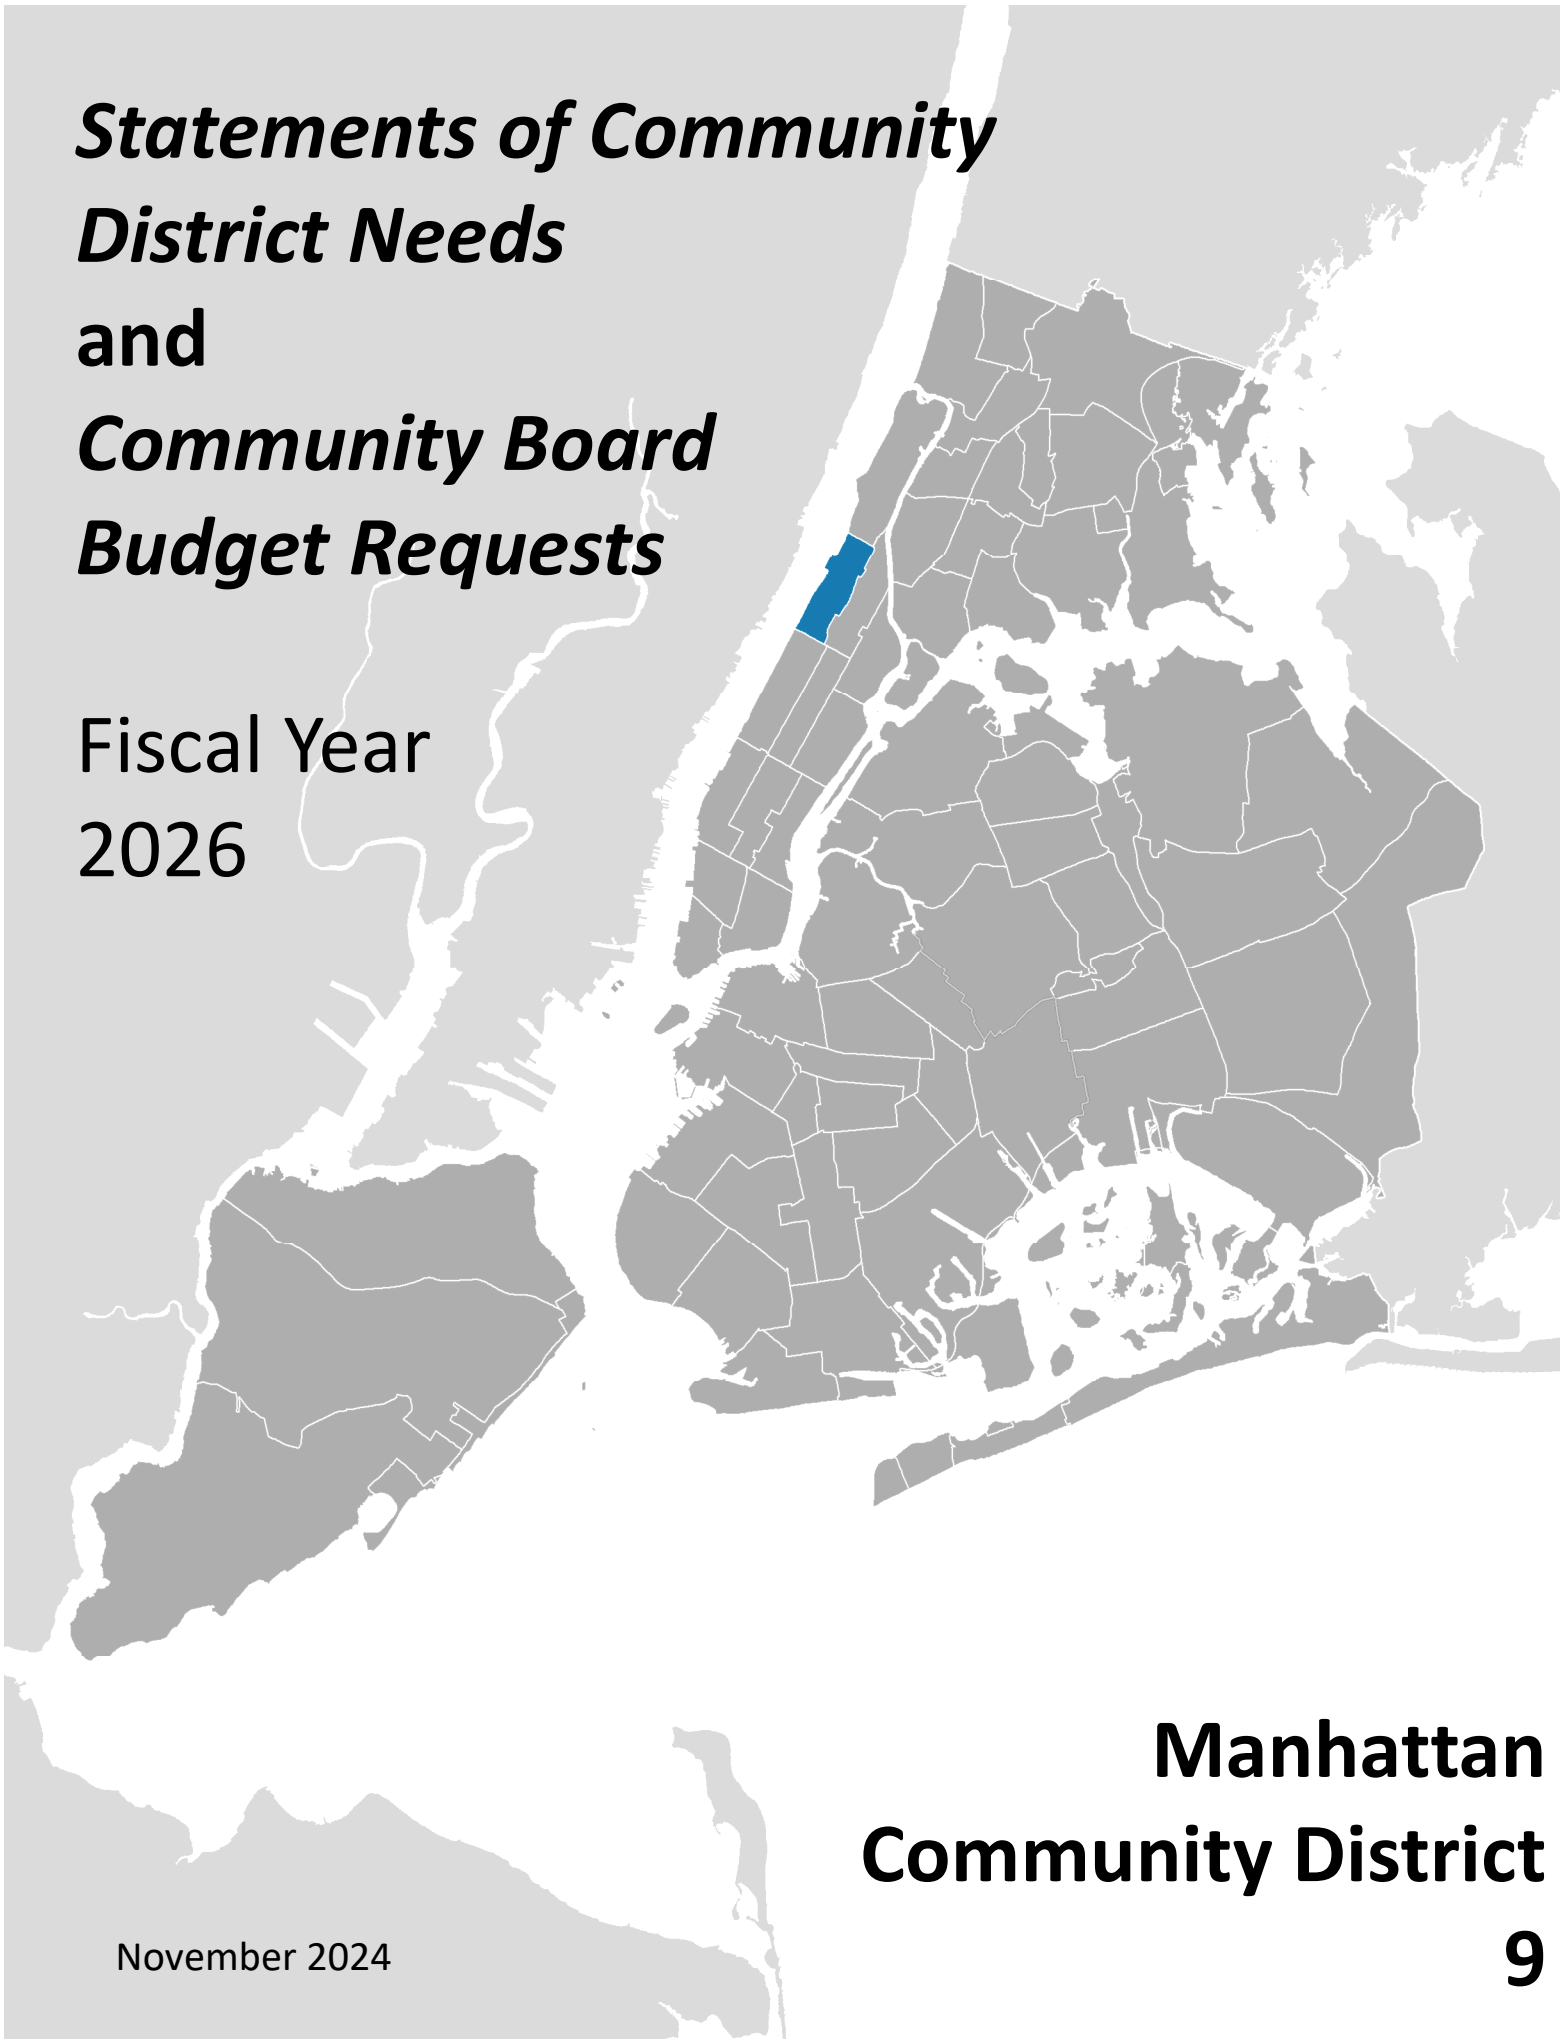 Statements of Community
District Needs
and
Community Board
Budget Requests
Fiscal Year
2026
Manhattan
Community District
9
November 2024